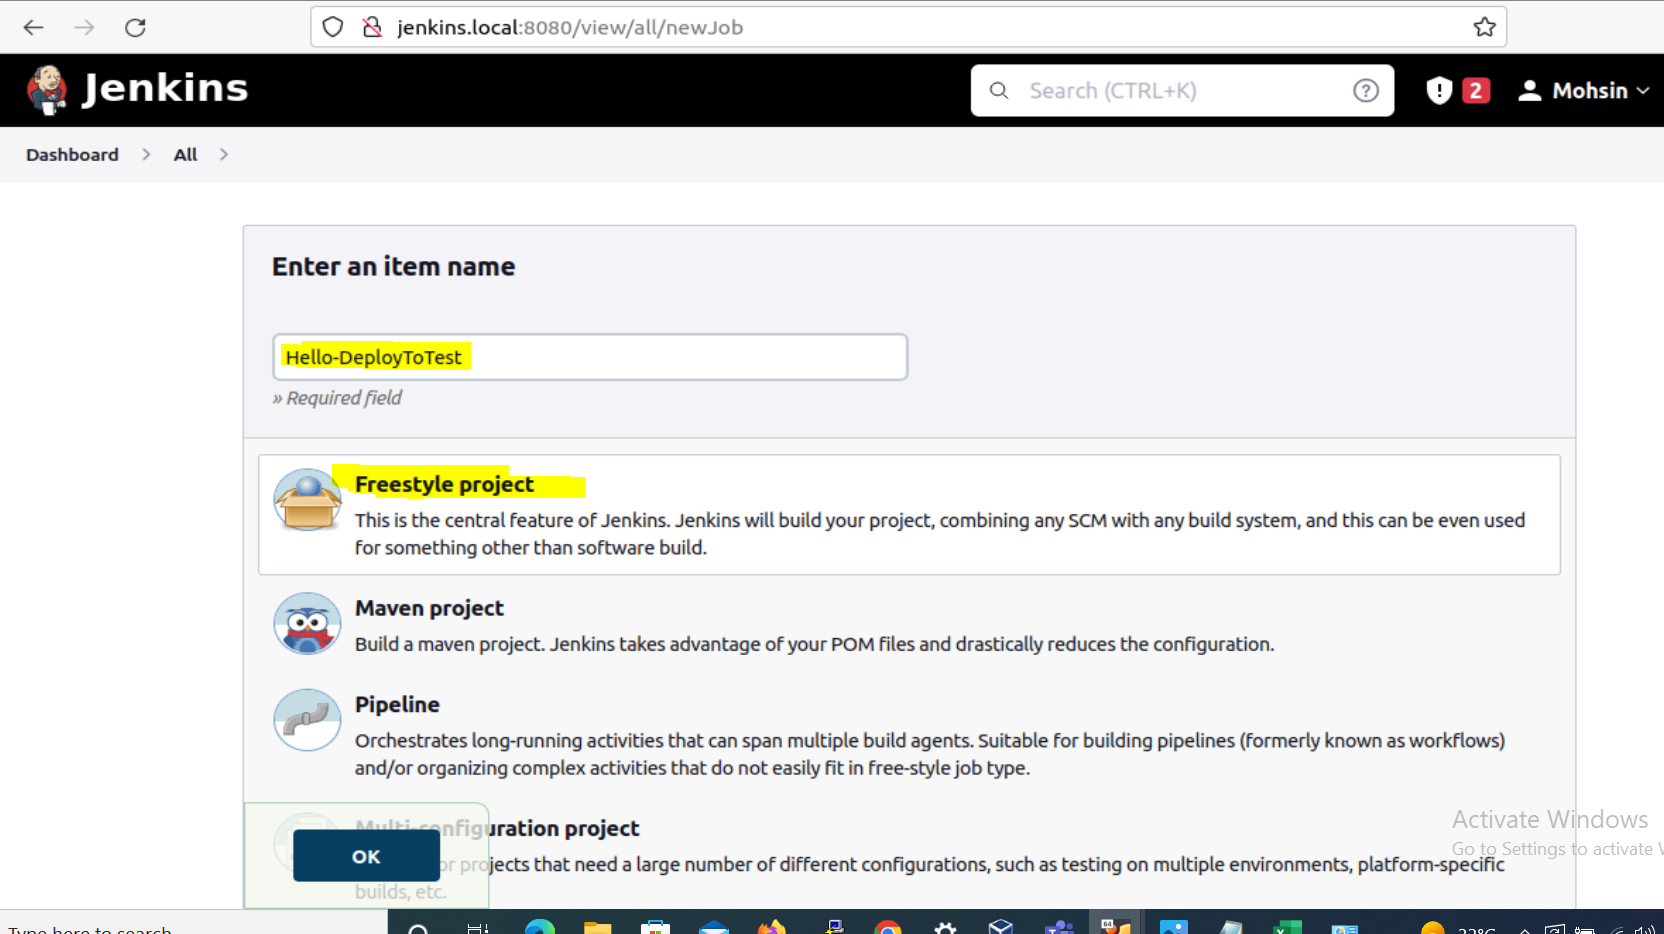 jenkins.local:8080/view/all/newJob
Jenkins
Search (CTRL+K)
2
Mohsin
Dashboard
All
Enter an item name
Hello-DeployToTest
» Required field
Freestyle project
This is the central feature of Jenkins. Jenkins will build your project, combining any SCM with any build system, and this can be even used
for something other than software build.
Maven project
Build a maven project. Jenkins takes advantage of your POM files and drastically reduces the configuration.
Pipeline
Orchestrates long-running activities that can span multiple build agents. Suitable for building pipelines (formerly known as workflows)
and/or organizing complex activities that do not easily fit in free-style job type.
Multi-configuration project
or projects that need a large number of different configurations, such as testing on multiple environments, platform-specific
builds, etc.
OK
Activate Windows
Go to Settings to activate
Type here to search